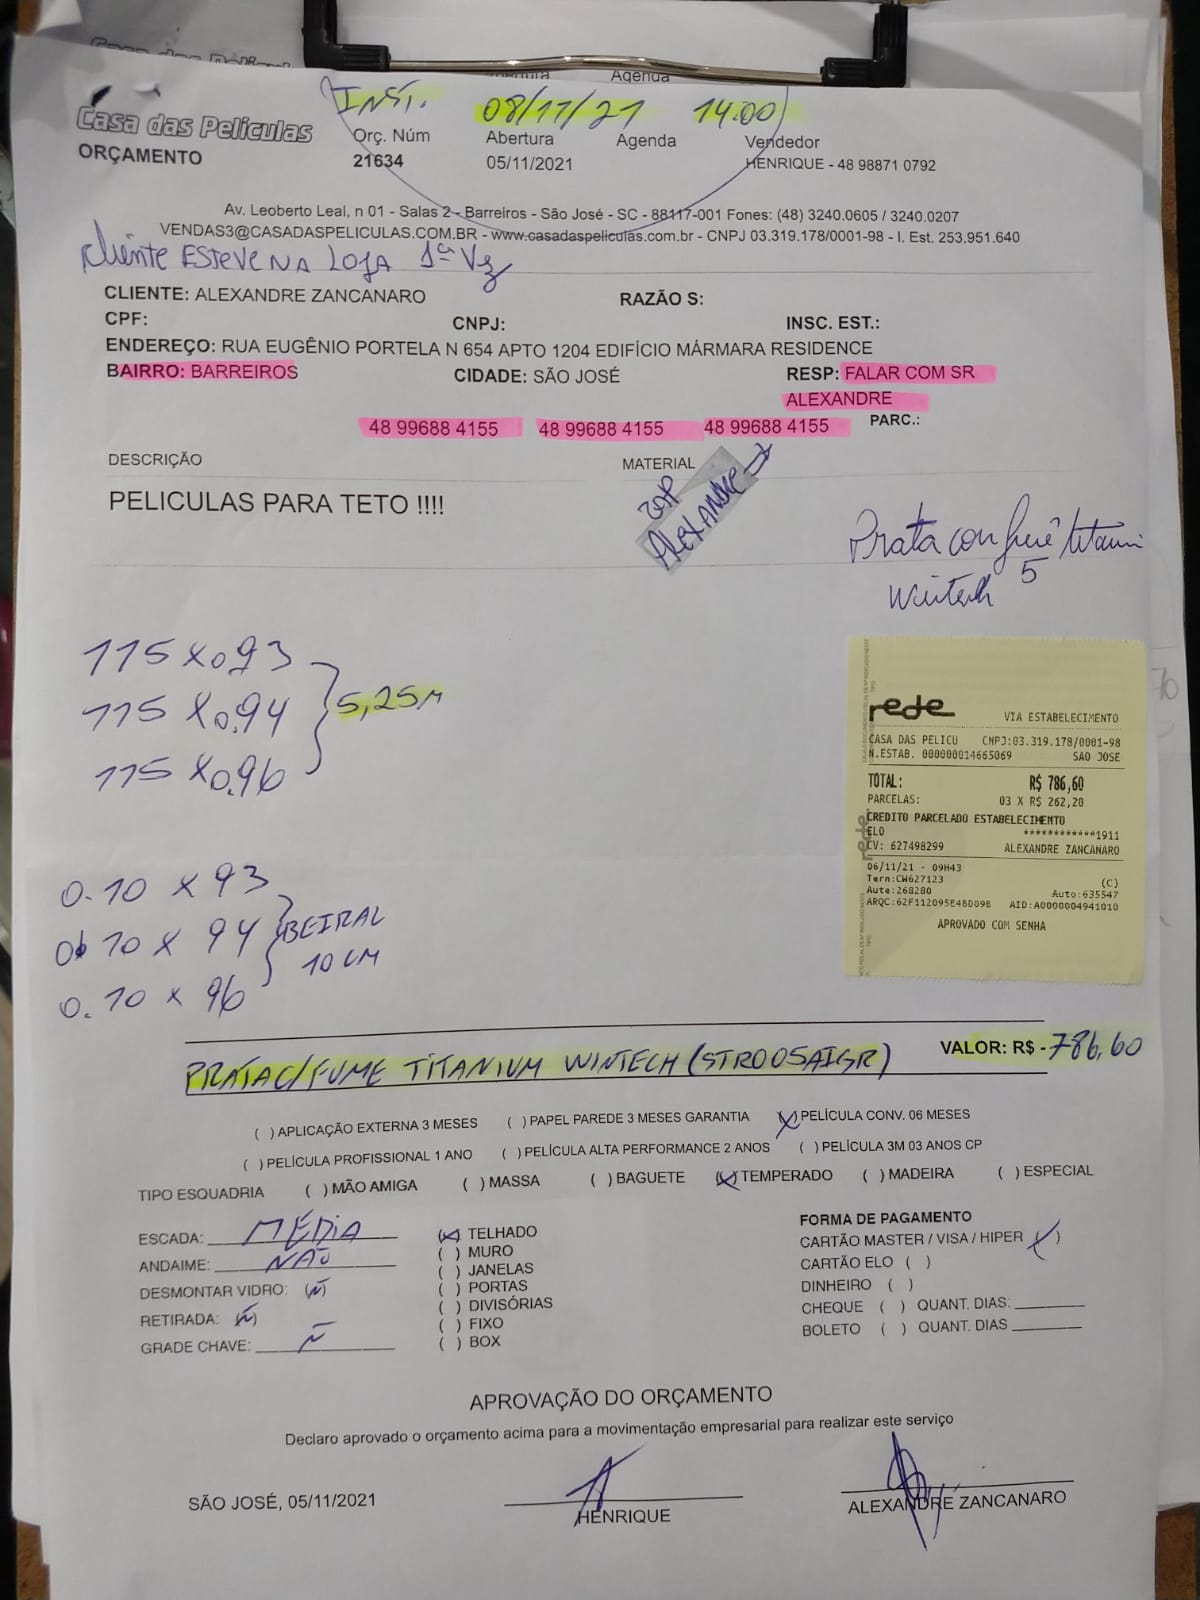 INST. 08/11/21 14.00
Casa das Películas
ORÇAMENTO
Orç. Núm Abertura Agenda Vendedor
21634 05/11/2021 HENRIQUE - 48 98871 0792
Av. Leoberto Leal, n 01 - Salas 2 - Barreiros - São José - SC - 88117-001 Fones: (48) 3240.0605 / 3240.0207
VENDAS3@CASADASPELICULAS.COM.BR - www.casadaspeliculas.com.br - CNPJ 03.319.178/0001-98 - I. Est. 253.951.640
CLIENTE ESTEVE NA LOJA 1ª VEZ
CLIENTE: ALEXANDRE ZANCANARO RAZÃO S:
CPF: CNPJ: INSC. EST.:
ENDEREÇO: RUA EUGÊNIO PORTELA N 654 APTO 1204 EDIFÍCIO MÁRMARA RESIDENCE
BAIRRO: BARREIROS CIDADE: SÃO JOSÉ RESP: FALAR COM SR
ALEXANDRE
48 99688 4155 48 99688 4155 48 99688 4155 PARC.:
DESCRIÇÃO MATERIAL
PELICULAS PARA TETO !!!!
ZAP
ALEXANDRE
Prata con fumê titanni
Wintech 5
115 x 0,93
115 x 0,94
115 x 0,96
5,25M
rede VIA ESTABELECIMENTO
CASA DAS PELICU CNPJ:03.319.178/0001-98
N.ESTAB. 000000014665069 SAO JOSE
TOTAL: R$ 786,60
PARCELAS: 03 X R$ 262,20
CREDITO PARCELADO ESTABELECIMENTO
ELO ************1911
CV: 627498299 ALEXANDRE ZANCANARO
06/11/21 - 09H43 (C)
Term:CW627123
Aute:268280 Auto:635547
ARQC:62F112095E48D09B AID:A0000004941010
APROVADO COM SENHA
0.10 x 93
0.10 x 94
0.10 x 96
BEIRAL
10 CM
PRATA C/ FUME TITANIUM WINTECH (STR005AIGR) VALOR: R$ - 786,60
( ) APLICAÇÃO EXTERNA 3 MESES ( ) PAPEL PAREDE 3 MESES GARANTIA (X) PELÍCULA CONV. 06 MESES
( ) PELÍCULA PROFISSIONAL 1 ANO ( ) PELÍCULA ALTA PERFORMANCE 2 ANOS ( ) PELÍCULA 3M 03 ANOS CP
TIPO ESQUADRIA ( ) MÃO AMIGA ( ) MASSA ( ) BAGUETE (X) TEMPERADO ( ) MADEIRA ( ) ESPECIAL
ESCADA: MÉDIA
ANDAIME: NÃO
DESMONTAR VIDRO: (Ñ)
RETIRADA: (Ñ)
GRADE CHAVE: Ñ
(X) TELHADO
( ) MURO
( ) JANELAS
( ) PORTAS
( ) DIVISÓRIAS
( ) FIXO
( ) BOX
FORMA DE PAGAMENTO
CARTÃO MASTER / VISA / HIPER (X)
CARTÃO ELO ( )
DINHEIRO ( )
CHEQUE ( ) QUANT. DIAS:
BOLETO ( ) QUANT. DIAS
APROVAÇÃO DO ORÇAMENTO
Declaro aprovado o orçamento acima para a movimentação empresarial para realizar este serviço
SÃO JOSÉ, 05/11/2021
HENRIQUE
ALEXANDRE ZANCANARO